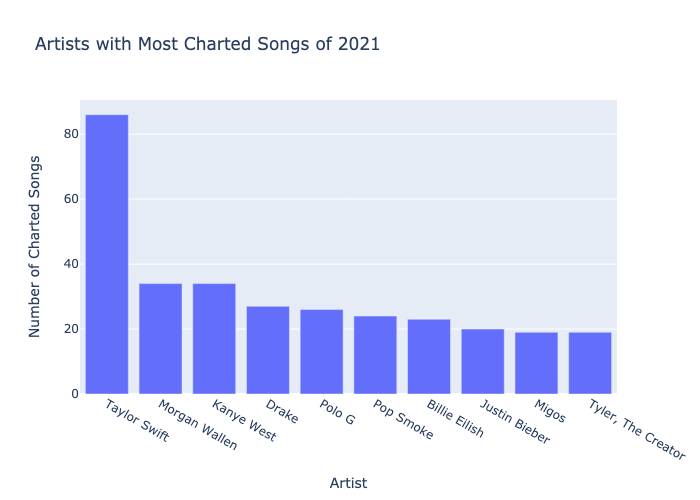 Artists with Most Charted Songs of 2021
Number of Charted Songs
80
60
40
20
0
Taylor Swift
Morgan Wallen
Kanye West
Drake
Polo G
Pop Smoke
Billie Eilish
Justin Bieber
Migos
Tyler, The Creator
Artist